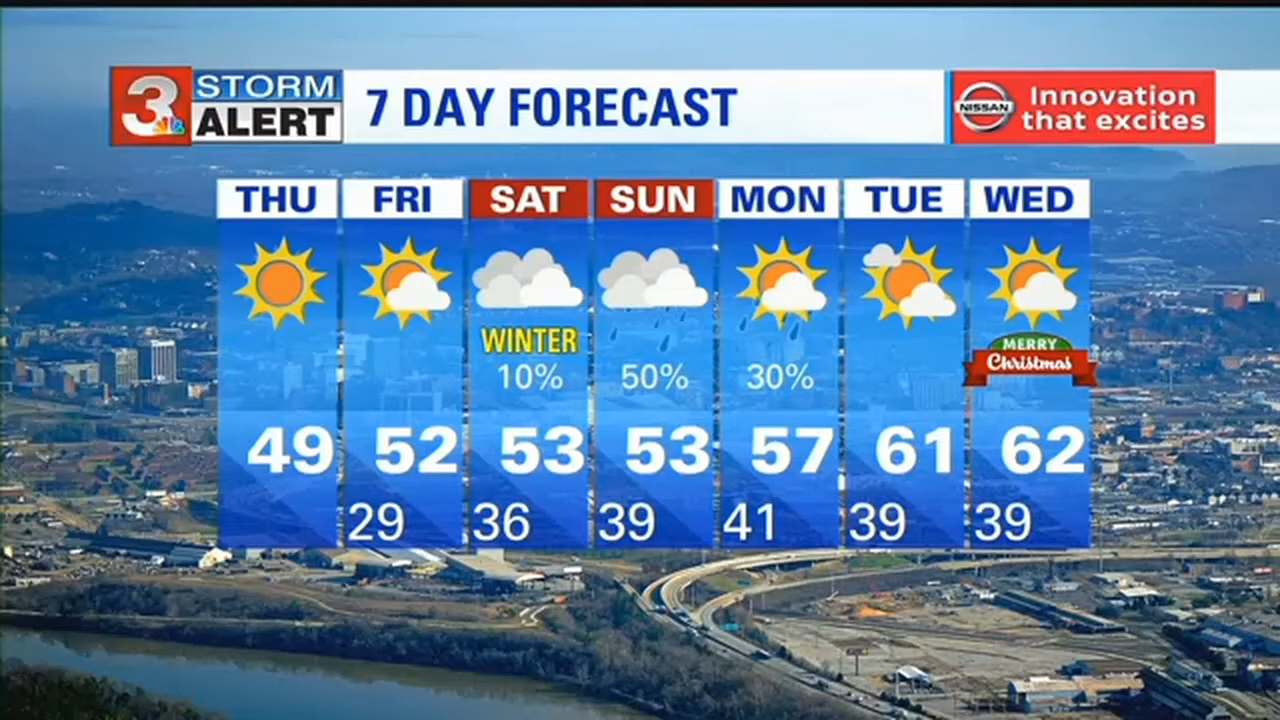 3 STORM ALERT
7 DAY FORECAST
NISSAN
Innovation
that excites
THU FRI SAT SUN MON TUE WED
WINTER
MERRY
Christmas
10% 50% 30%
49 52 53 53 57 61 62
29 36 39 41 39 39